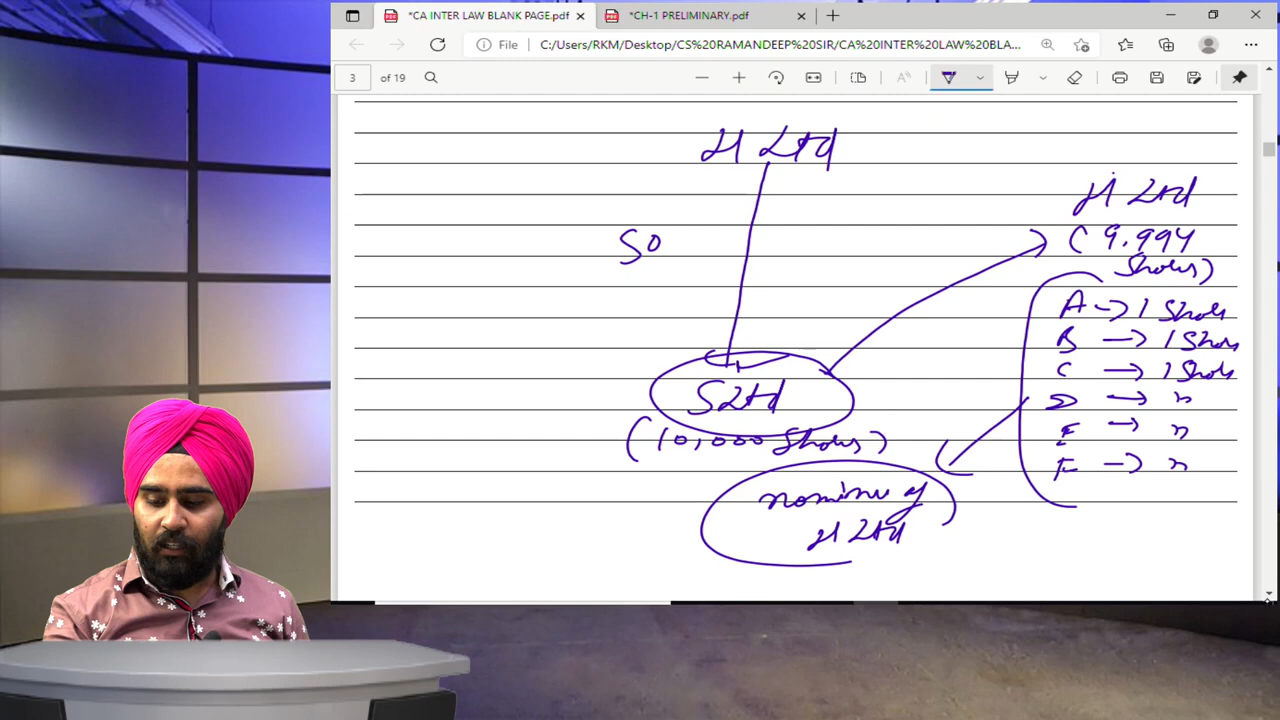 *CA INTER LAW BLANK PAGE.pdf
*CH-1 PRELIMINARY.pdf
File C:/Users/RKM/Desktop/CS%20RAMANDEEP%20SIR/CA%20INTER%20LAW%20BLA...
3 of 19
H Ltd
H Ltd
(9.994
Shares)
SO
A → 1 Share
B → 1 Share
C → 1 Share
D → "
E → "
F → "
S Ltd
(10,000 Shares)
nominee of
H Ltd